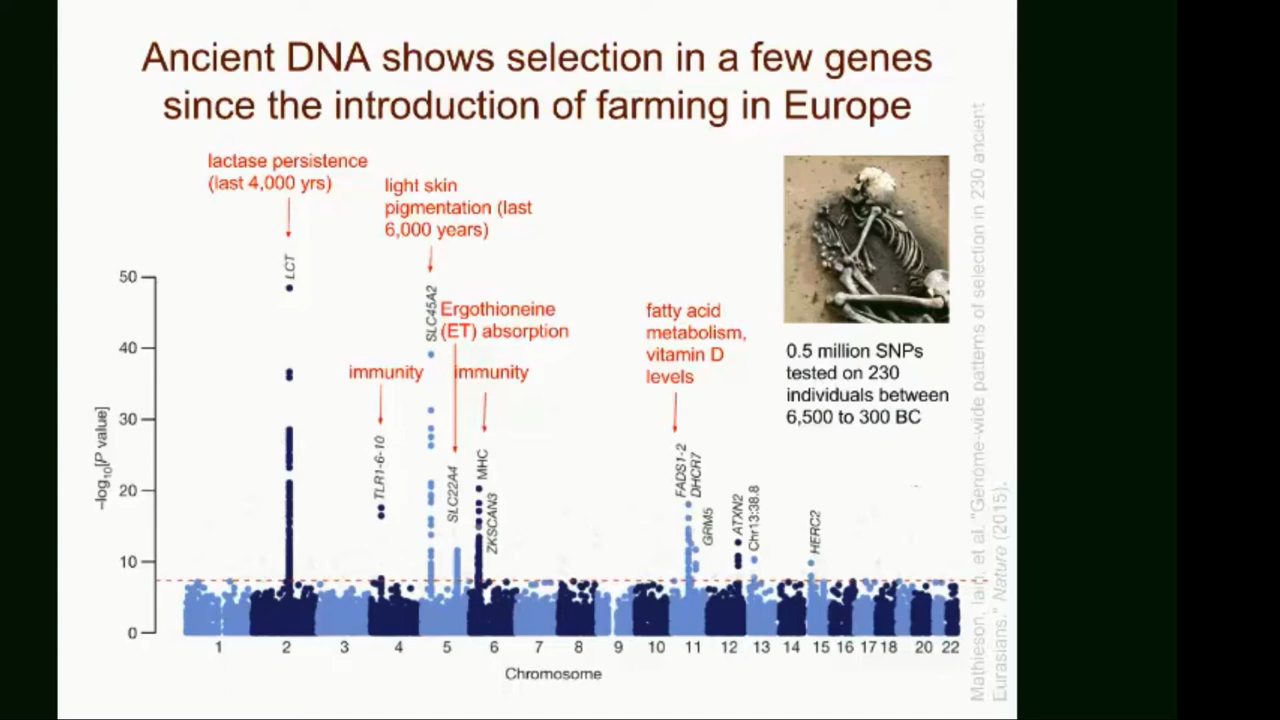 Ancient DNA shows selection in a few genes
since the introduction of farming in Europe
lactase persistence
(last 4,000 yrs)
light skin
pigmentation (last
6,000 years)
Ergothioneine
(ET) absorption
immunity
immunity
fatty acid
metabolism,
vitamin D
levels
0.5 million SNPs
tested on 230
individuals between
6,500 to 300 BC
LCT
TLR1-6-10
SLC45A2
SLC22A4
MHC
ZKSCAN3
FADS1-2
DHCR7
GRM5
ATXN2
Chr13:38.8
HERC2
–log10[P value]
50
40
30
20
10
0
1 2 3 4 5 6 7 8 9 10 11 12 13 14 15 16 17 18 20 22
Chromosome
Mathieson, Iain, et al. "Genome-wide patterns of selection in 230 ancient
Eurasians." Nature (2015).